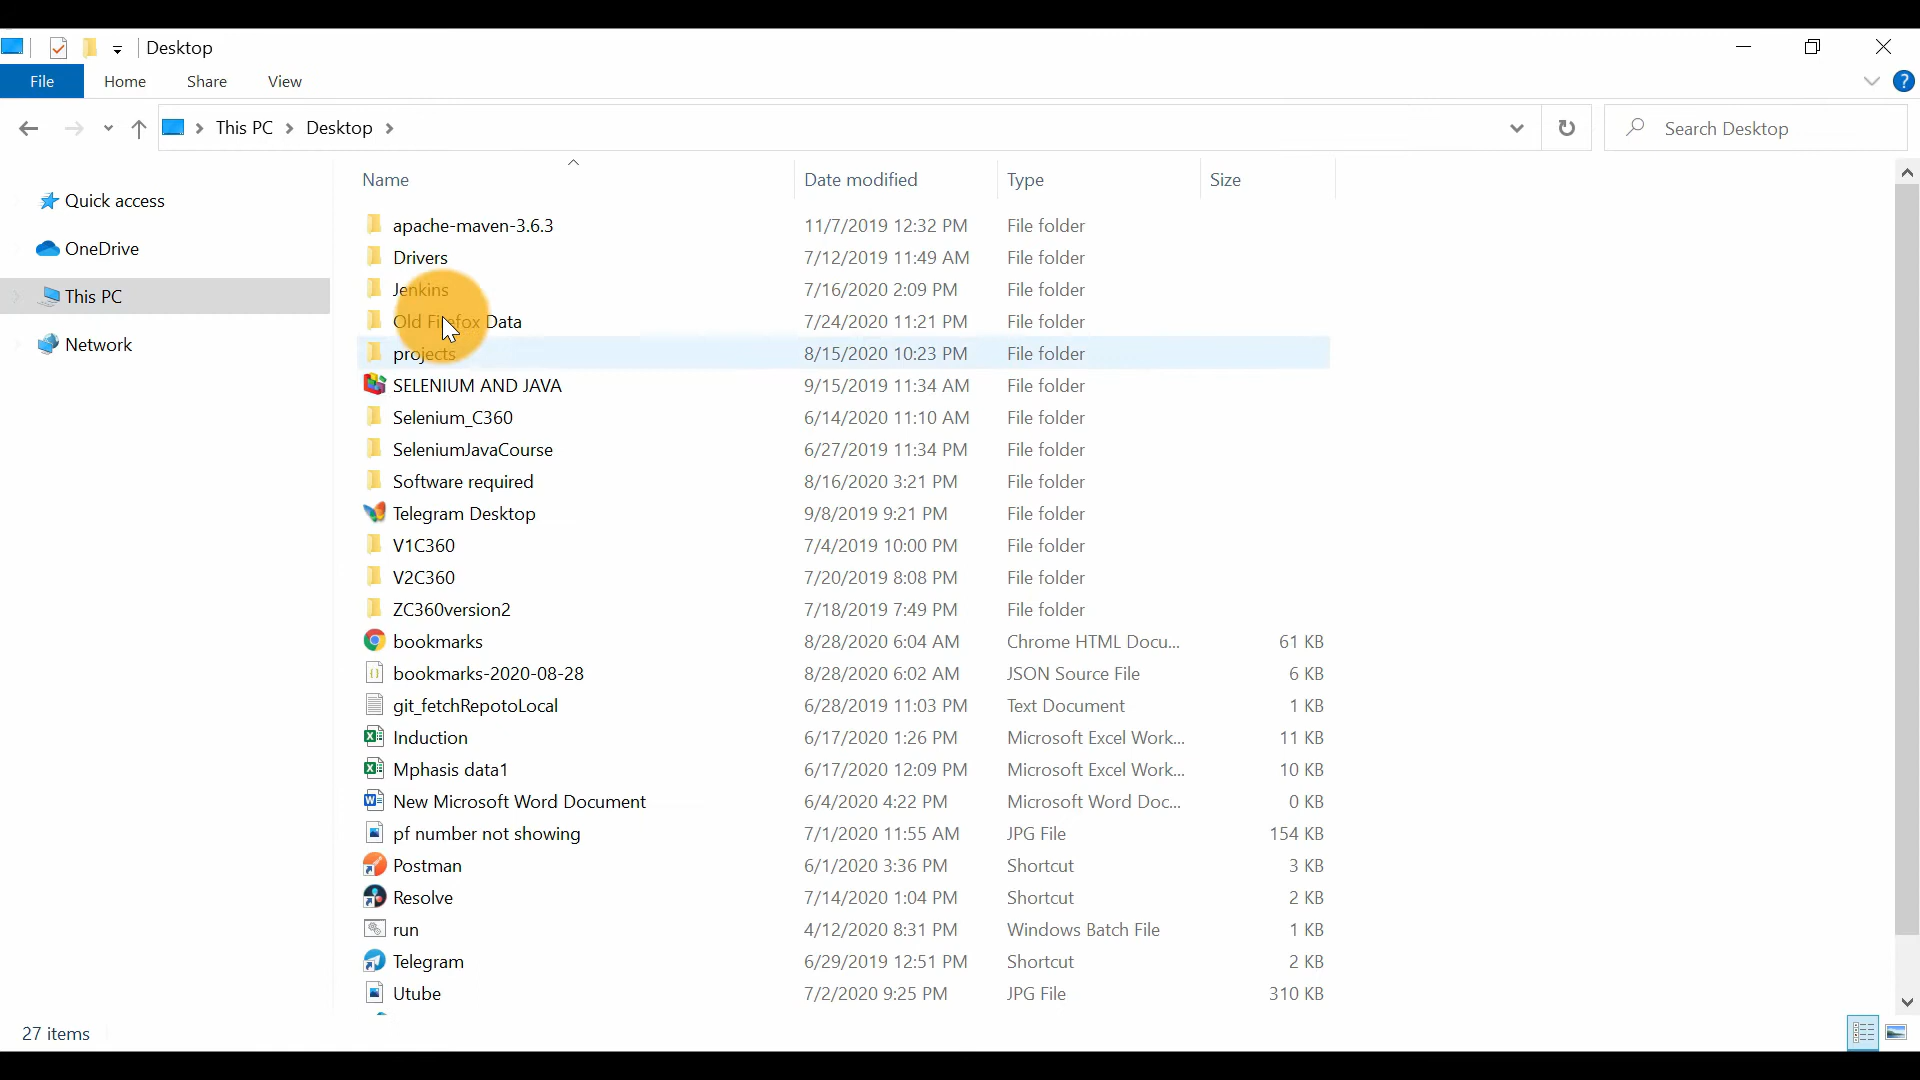 Desktop
File Home Share View
This PC Desktop Search Desktop
Quick access
OneDrive
This PC
Network
Name Date modified Type Size
apache-maven-3.6.3 11/7/2019 12:32 PM File folder
Drivers 7/12/2019 11:49 AM File folder
Jenkins 7/16/2020 2:09 PM File folder
Old Firefox Data 7/24/2020 11:21 PM File folder
projects 8/15/2020 10:23 PM File folder
SELENIUM AND JAVA 9/15/2019 11:34 AM File folder
Selenium_C360 6/14/2020 11:10 AM File folder
SeleniumJavaCourse 6/27/2019 11:34 PM File folder
Software required 8/16/2020 3:21 PM File folder
Telegram Desktop 9/8/2019 9:21 PM File folder
V1C360 7/4/2019 10:00 PM File folder
V2C360 7/20/2019 8:08 PM File folder
ZC360version2 7/18/2019 7:49 PM File folder
bookmarks 8/28/2020 6:04 AM Chrome HTML Docu... 61 KB
bookmarks-2020-08-28 8/28/2020 6:02 AM JSON Source File 6 KB
git_fetchRepotoLocal 6/28/2019 11:03 PM Text Document 1 KB
Induction 6/17/2020 1:26 PM Microsoft Excel Work... 11 KB
Mphasis data1 6/17/2020 12:09 PM Microsoft Excel Work... 10 KB
New Microsoft Word Document 6/4/2020 4:22 PM Microsoft Word Doc... 0 KB
pf number not showing 7/1/2020 11:55 AM JPG File 154 KB
Postman 6/1/2020 3:36 PM Shortcut 3 KB
Resolve 7/14/2020 1:04 PM Shortcut 2 KB
run 4/12/2020 8:31 PM Windows Batch File 1 KB
Telegram 6/29/2019 12:51 PM Shortcut 2 KB
Utube 7/2/2020 9:25 PM JPG File 310 KB
27 items